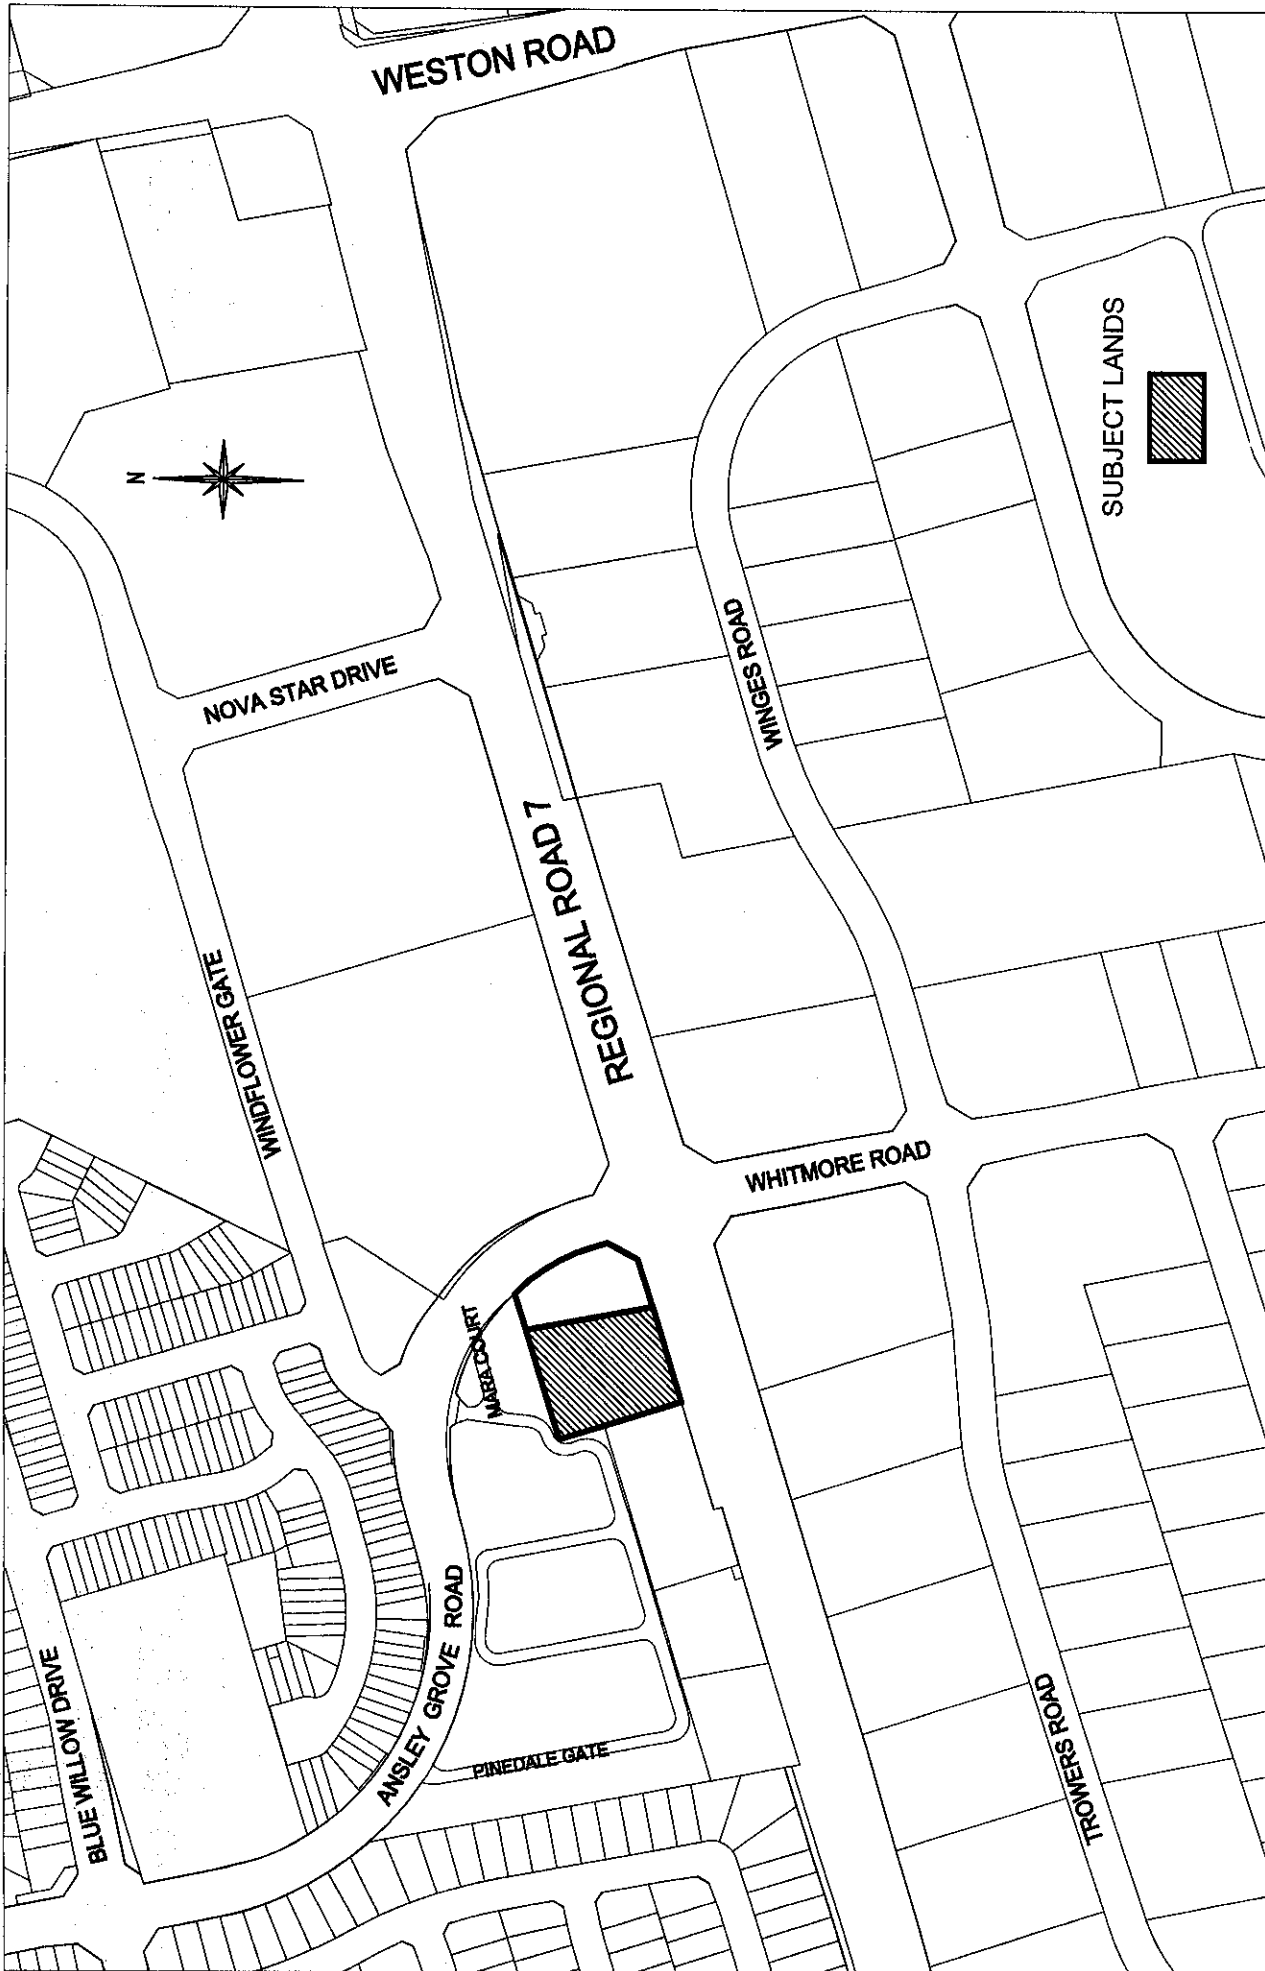 WESTON ROAD
N
SUBJECT LANDS
NOVA STAR DRIVE
WINGES ROAD
REGIONAL ROAD 7
WINDFLOWER GATE
WHITMORE ROAD
MARA COURT
ANSLEY GROVE ROAD
BLUE WILLOW DRIVE
PINEDALE GATE
TROWERS ROAD